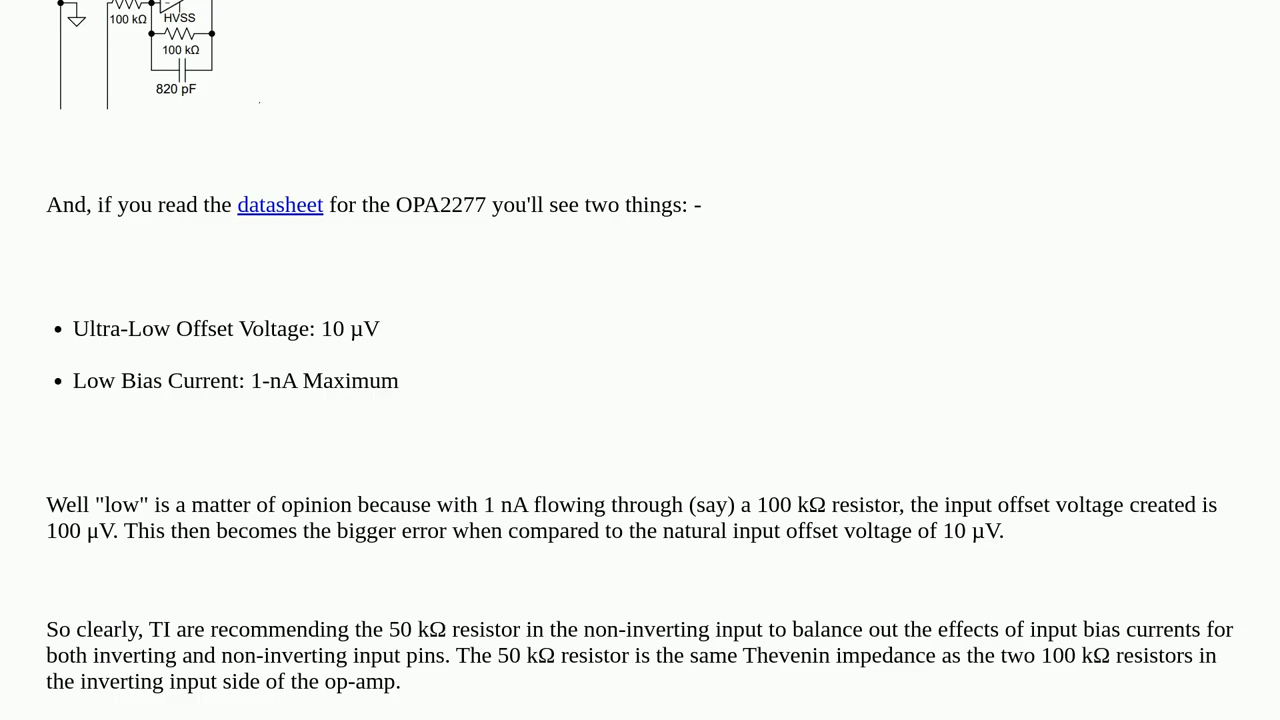 HVSS
100 kΩ
100 kΩ
820 pF
And, if you read the datasheet for the OPA2277 you'll see two things: -
• Ultra-Low Offset Voltage: 10 µV
• Low Bias Current: 1-nA Maximum
Well "low" is a matter of opinion because with 1 nA flowing through (say) a 100 kΩ resistor, the input offset voltage created is
100 μV. This then becomes the bigger error when compared to the natural input offset voltage of 10 µV.
So clearly, TI are recommending the 50 kΩ resistor in the non-inverting input to balance out the effects of input bias currents for
both inverting and non-inverting input pins. The 50 kΩ resistor is the same Thevenin impedance as the two 100 kΩ resistors in
the inverting input side of the op-amp.